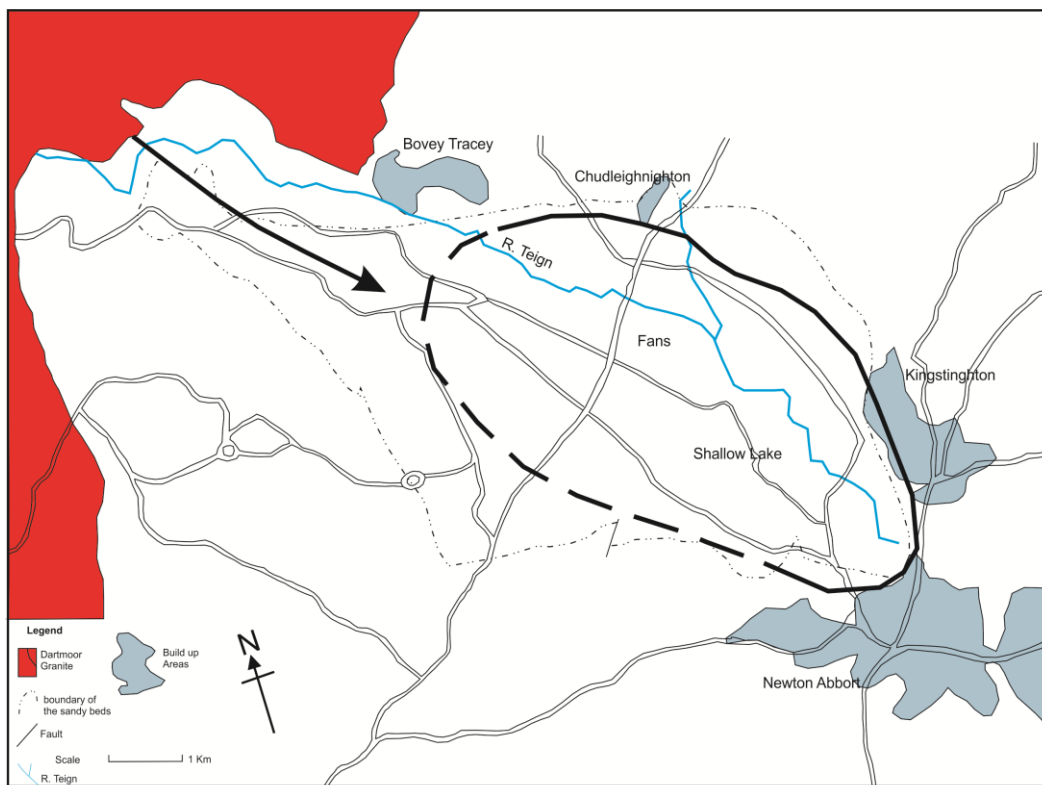 Bovey Tracey
Chudleighnighton
R. Teign
Fans
Kingstinghton
Shallow Lake
Newton Abbort
N
Legend
Dartmoor
Granite
Build up
Areas
boundary of
the sandy beds
Fault
Scale
1 Km
R. Teign